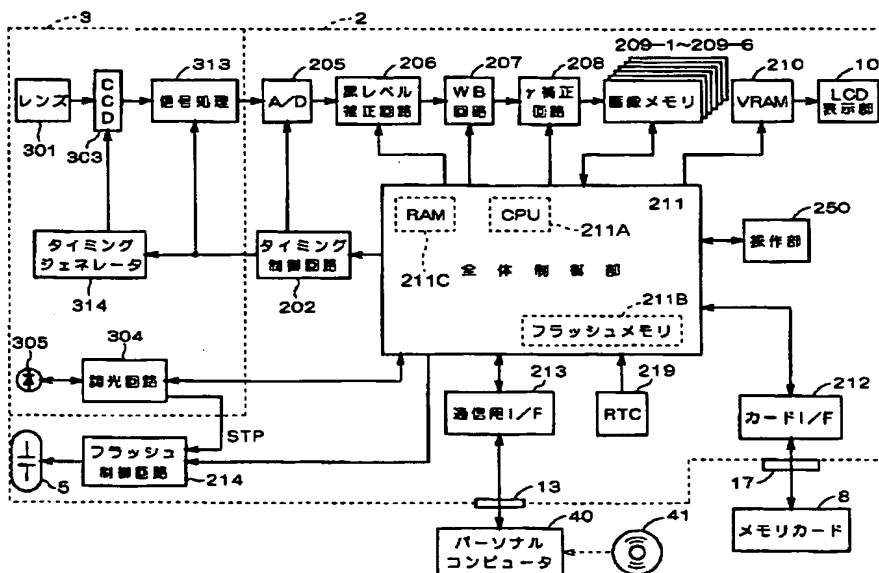 3
2
レンズ
301
CCD
303
信号処理
313
A/D
205
黒レベル
補正回路
206
WB
回路
207
γ補正
回路
208
209-1~209-6
画像メモリ
VRAM
210
LCD
表示部
10
タイミング
ジェネレータ
314
タイミング
制御回路
202
RAM
211C
CPU
211A
211
全体制御部
211B
フラッシュメモリ
操作部
250
305
調光回路
304
STP
5
フラッシュ
制御回路
214
通信用I/F
213
RTC
219
カードI/F
212
13
17
パーソナル
コンピュータ
40
41
メモリカード
8